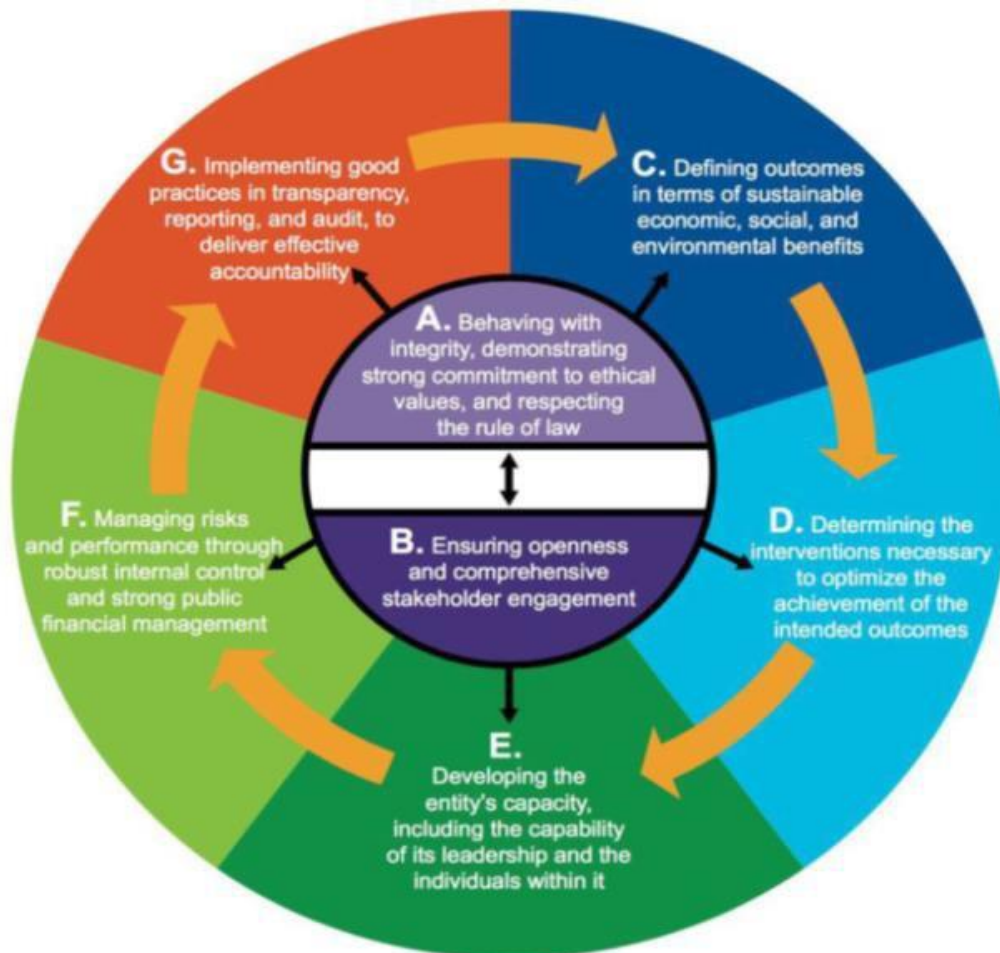 A. Behaving with
integrity, demonstrating
strong commitment to ethical
values, and respecting
the rule of law
B. Ensuring openness
and comprehensive
stakeholder engagement
C. Defining outcomes
in terms of sustainable
economic, social, and
environmental benefits
D. Determining the
interventions necessary
to optimize the
achievement of the
intended outcomes
E.
Developing the
entity's capacity,
including the capability
of its leadership and the
individuals within it
F. Managing risks
and performance through
robust internal control
and strong public
financial management
G. Implementing good
practices in transparency,
reporting, and audit, to
deliver effective
accountability